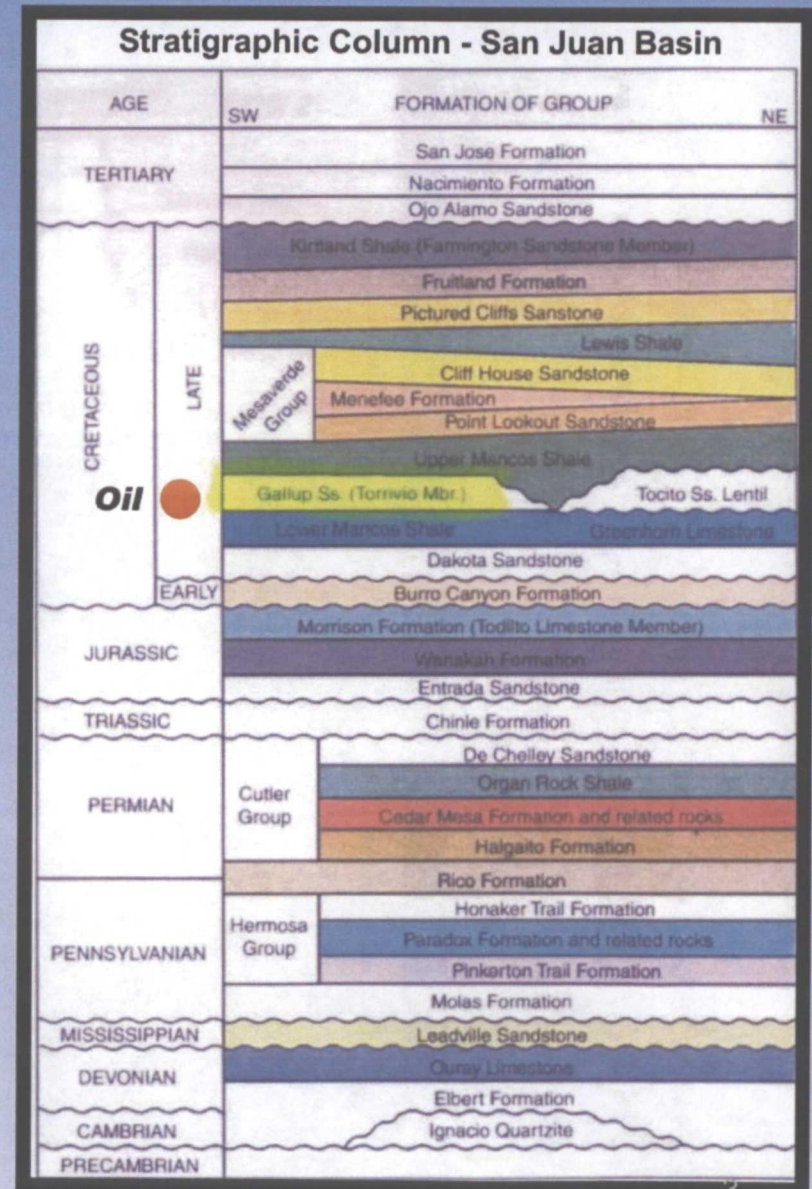 Stratigraphic Column - San Juan Basin
AGE
FORMATION OF GROUP
SW
NE
TERTIARY
San Jose Formation
Nacimiento Formation
Ojo Alamo Sandstone
CRETACEOUS
LATE
Kirtland Shale (Farmington Sandstone Member)
Fruitland Formation
Pictured Cliffs Sanstone
Lewis Shale
Mesaverde
Group
Cliff House Sandstone
Menefee Formation
Point Lookout Sandstone
Upper Mancos Shale
Oil
Gallup Ss. (Torrivio Mbr.)
Tocito Ss. Lentil
Lower Mancos Shale
Greenhorn Limestone
Dakota Sandstone
EARLY
Burro Canyon Formation
JURASSIC
Morrison Formation (Todilto Limestone Member)
Wanakah Formation
Entrada Sandstone
TRIASSIC
Chinle Formation
PERMIAN
Cutler
Group
De Chelley Sandstone
Organ Rock Shale
Cedar Mesa Formation and related rocks
Halgaito Formation
Rico Formation
PENNSYLVANIAN
Hermosa
Group
Honaker Trail Formation
Paradox Formation and related rocks
Pinkerton Trail Formation
Molas Formation
MISSISSIPPIAN
Leadville Sandstone
DEVONIAN
Ouray Limestone
Elbert Formation
CAMBRIAN
Ignacio Quartzite
PRECAMBRIAN